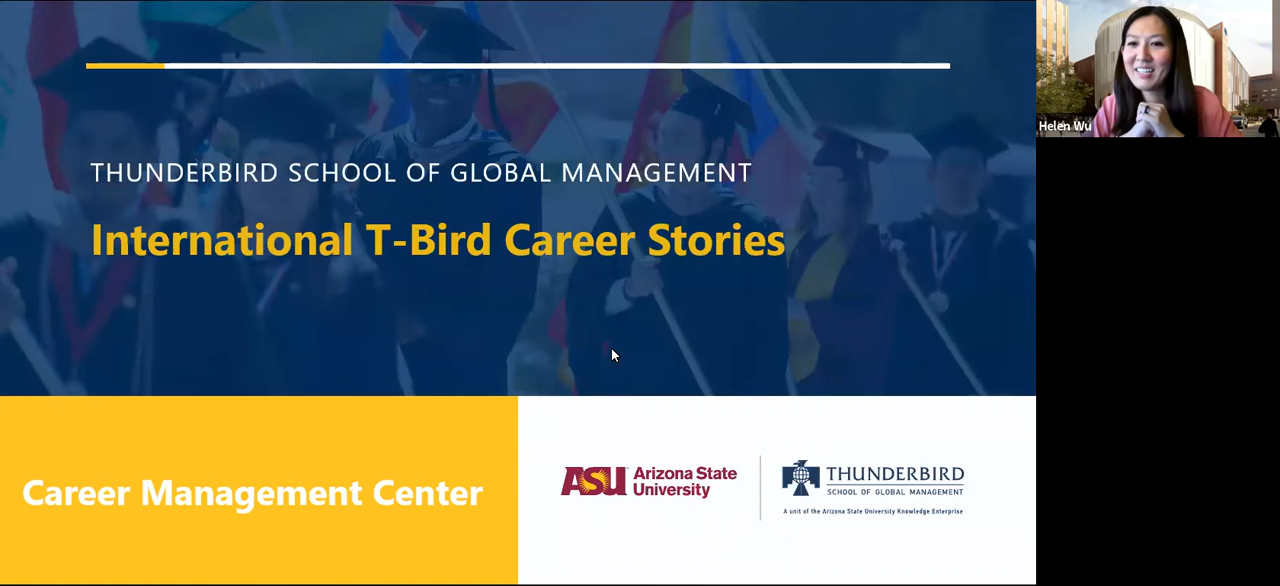 THUNDERBIRD SCHOOL OF GLOBAL MANAGEMENT
International T-Bird Career Stories
Helen Wu
Career Management Center
ASU Arizona State
University
THUNDERBIRD
SCHOOL OF GLOBAL MANAGEMENT
A unit of the Arizona State University Knowledge Enterprise